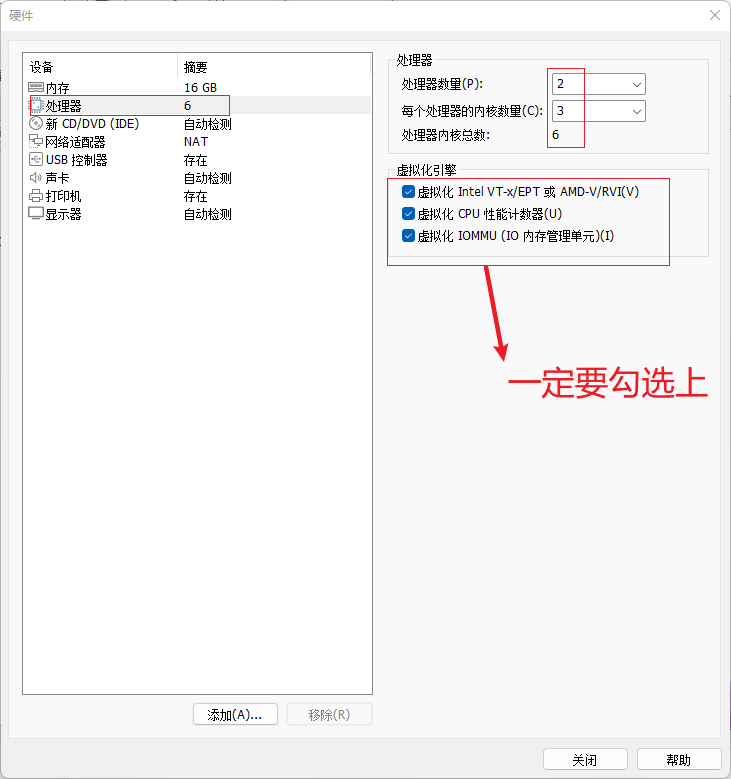 硬件
设备 摘要
内存 16 GB
处理器 6
新 CD/DVD (IDE) 自动检测
网络适配器 NAT
USB 控制器 存在
声卡 自动检测
打印机 存在
显示器 自动检测
处理器
处理器数量(P): 2
每个处理器的内核数量(C): 3
处理器内核总数: 6
虚拟化引擎
虚拟化 Intel VT-x/EPT 或 AMD-V/RVI(V)
虚拟化 CPU 性能计数器(U)
虚拟化 IOMMU (IO 内存管理单元)(I)
一定要勾选上
添加(A)... 移除(R)
关闭 帮助